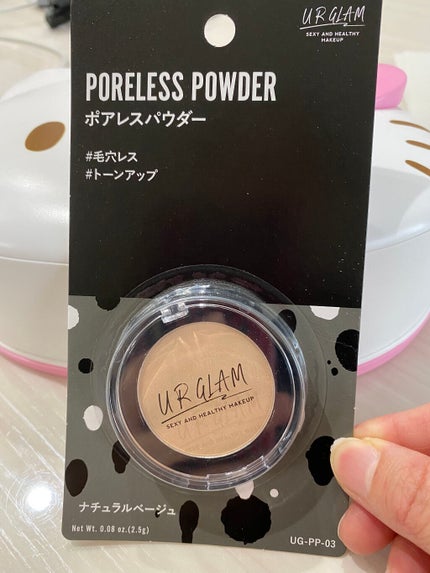 URGLAM
SEXY AND HEALTHY
MAKEUP
PORELESS POWDER
ポアレスパウダー
#毛穴レス
#トーンアップ
URGLAM
SEXY AND HEALTHY MAKEUP
ナチュラルベージュ
Net Wt. 0.08 oz.(2.5g)
UG-PP-03